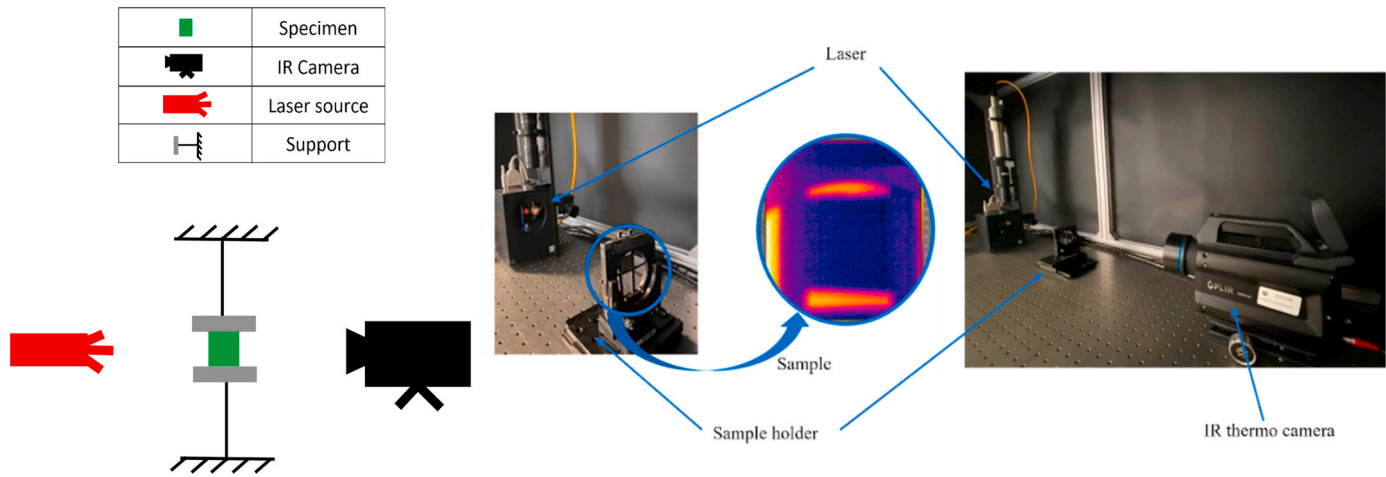 Specimen
IR Camera
Laser source
Support
Laser
Sample
Sample holder
IR thermo camera
FLIR